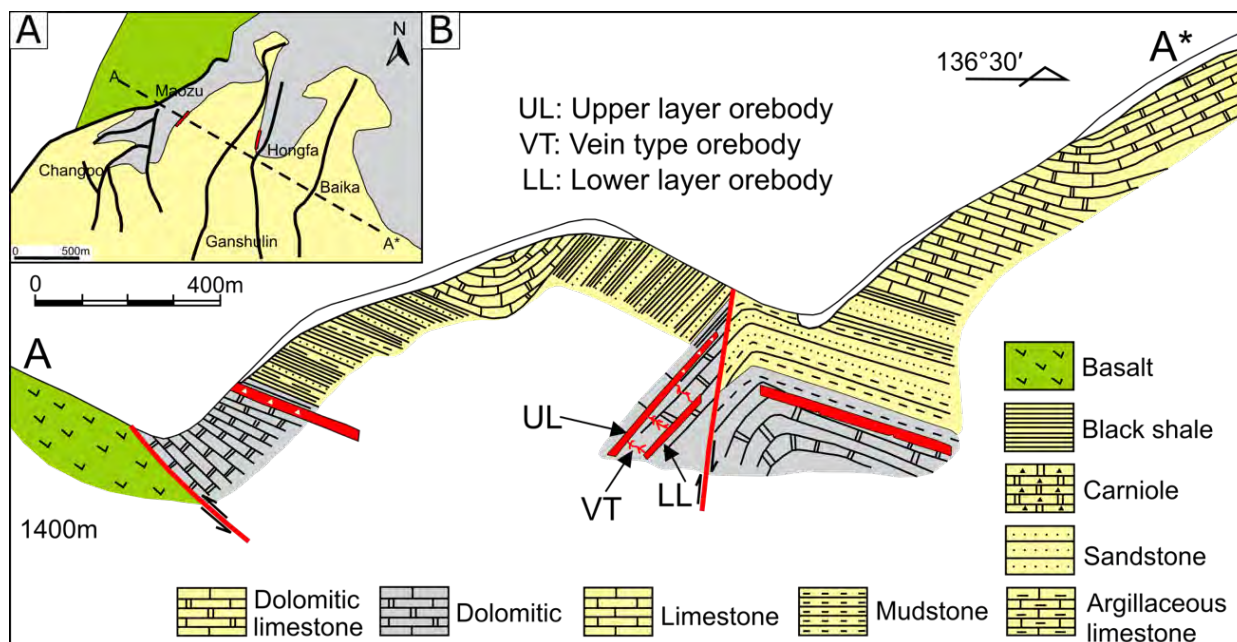 A
N
A
Maozu
Changpo
Hongfa
Baika
Ganshulin
A*
0 500m
0 400m
B
A*
136°30′
UL: Upper layer orebody
VT: Vein type orebody
LL: Lower layer orebody
A
UL
VT
LL
1400m
Basalt
Black shale
Carniole
Sandstone
Dolomitic
limestone
Dolomitic
Limestone
Mudstone
Argillaceous
limestone